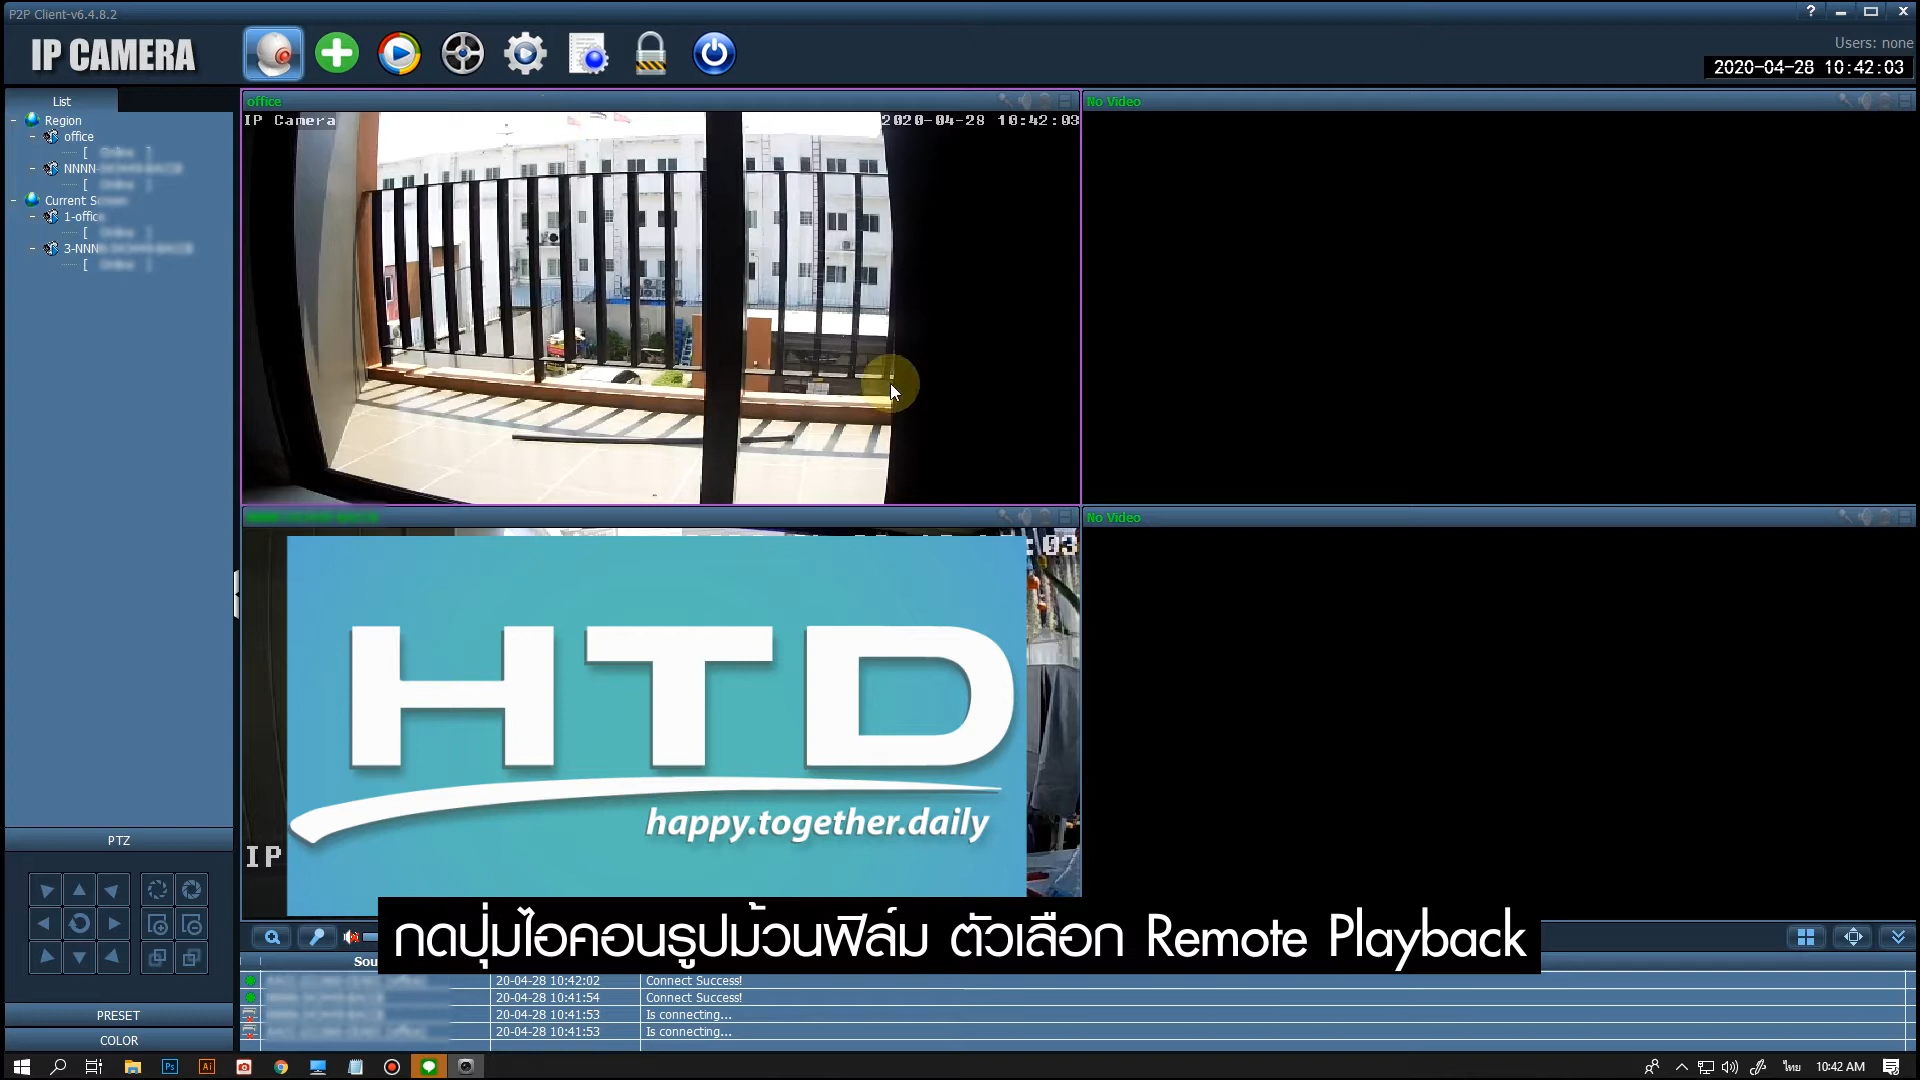 P2P Client-v6.4.8.2
IP CAMERA
Users: none
2020-04-28 10:42:03
List
Region
office
NNNN-
Current
1-office
3-NNN
office
IP Camera
2020-04-28 10:42:03
No Video
:03
HTD
happy.together.daily
IP
No Video
กดปุ่มไอคอนรูปม้วนฟิล์ม ตัวเลือก Remote Playback
PTZ
PRESET
COLOR
Sou
20-04-28 10:42:02 Connect Success!
20-04-28 10:41:54 Connect Success!
20-04-28 10:41:53 Is connecting...
20-04-28 10:41:53 Is connecting...
Ps
Ai
ไทย
10:42 AM